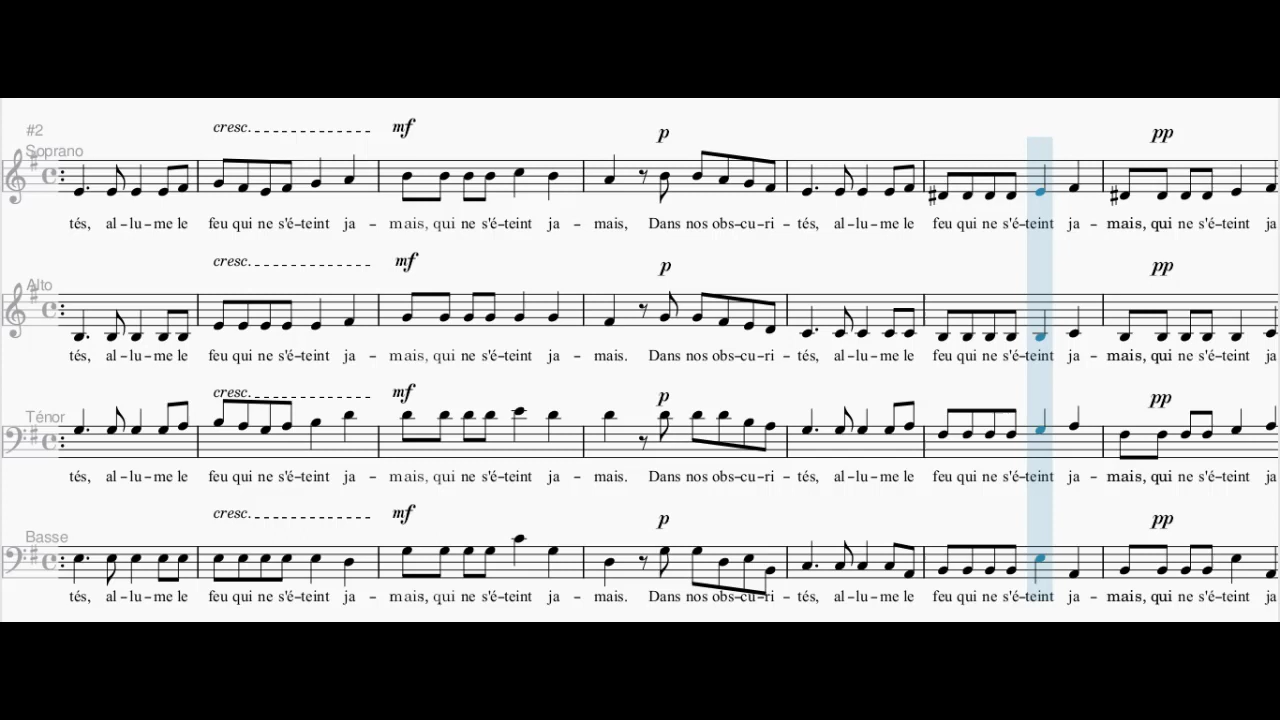 cresc. mf
#2 p pp
Soprano
tés, al-lu-me le feu qui ne s'é-teint ja- mais, qui ne s'é-teint ja- mais, Dans nos obs-cu-ri- tés, al-lu-me le feu qui ne s'é-teint ja- mais, qui ne s'é-teint ja
cresc. mf p pp
Alto
tés, al-lu-me le feu qui ne s'é-teint ja- mais, qui ne s'é-teint ja- mais. Dans nos obs-cu-ri- tés, al-lu-me le feu qui ne s'é-teint ja- mais, qui ne s'é-teint ja
cresc. mf p pp
Ténor
tés, al-lu-me le feu qui ne s'é-teint ja- mais, qui ne s'é-teint ja- mais. Dans nos obs-cu-ri- tés, al-lu-me le feu qui ne s'é-teint ja- mais, qui ne s'é-teint ja
cresc. mf p pp
Basse
tés, al-lu-me le feu qui ne s'é-teint ja- mais, qui ne s'é-teint ja- mais. Dans nos obs-cu-ri- tés, al-lu-me le feu qui ne s'é-teint ja- mais, qui ne s'é-teint ja